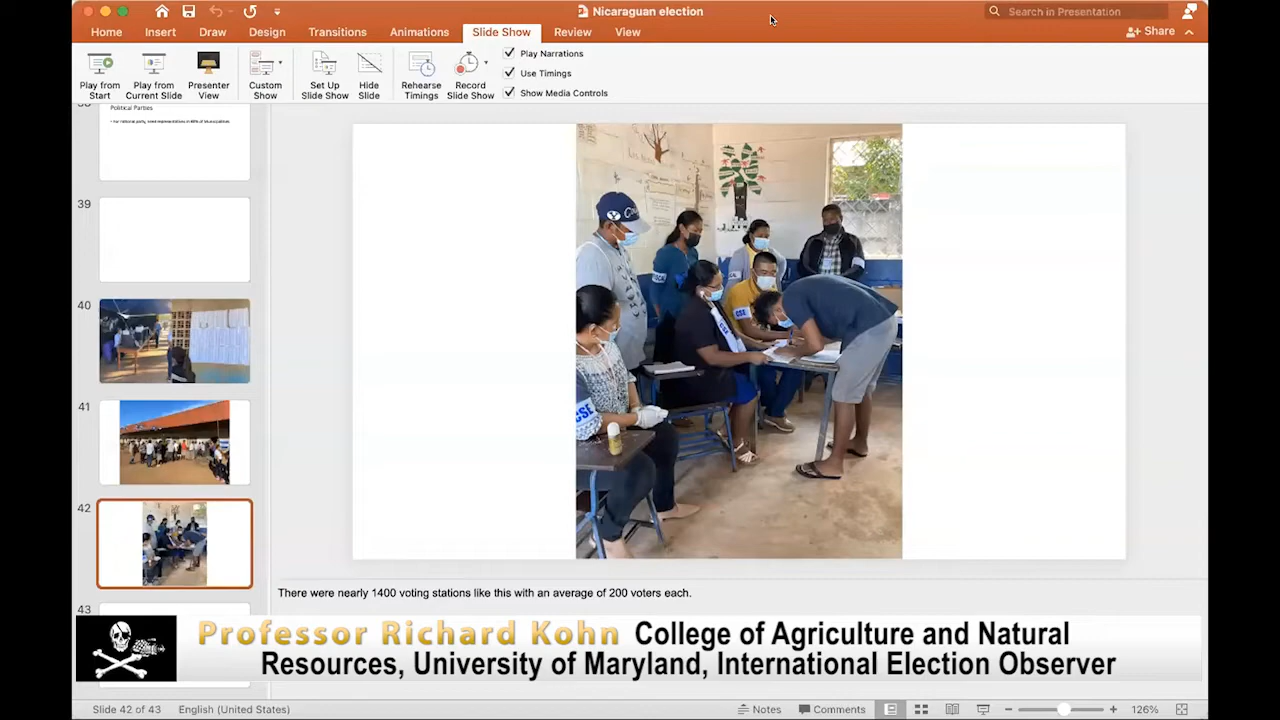 Nicaraguan election
Search in Presentation
Home
Insert
Draw
Design
Transitions
Animations
Slide Show
Review
View
Share
Play from Start
Play from Current Slide
Presenter View
Custom Show
Set Up Slide Show
Hide Slide
Rehearse Timings
Record Slide Show
Play Narrations
Use Timings
Show Media Controls
Political Parties
39
40
41
42
43
CSE
CSE
CSE
There were nearly 1400 voting stations like this with an average of 200 voters each.
Professor Richard Kohn College of Agriculture and Natural
Resources, University of Maryland, International Election Observer
Slide 42 of 43
English (United States)
Notes
Comments
126%